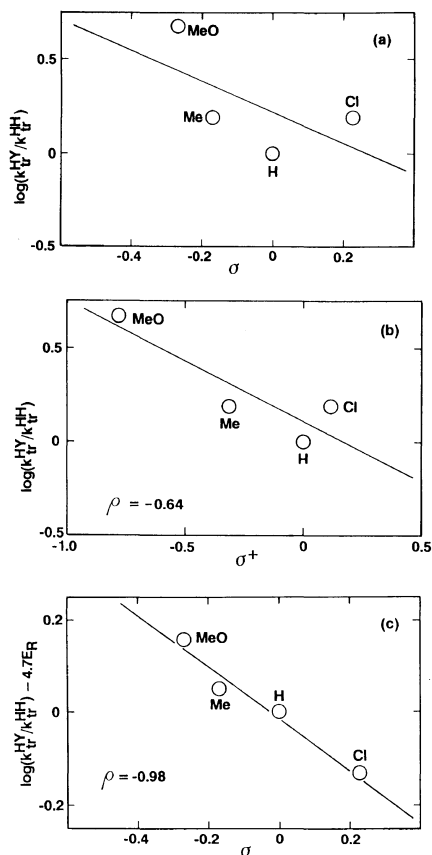 (a)
MeO
Me
H
Cl
0.5
0
-0.5
-0.4
-0.2
0
0.2
log(k_tr^HY/k_tr^HH)
σ
(b)
MeO
Me
H
Cl
0.5
0
-0.5
-1.0
-0.5
0
0.5
log(k_tr^HY/k_tr^HH)
ρ = -0.64
σ+
(c)
MeO
Me
H
Cl
0.2
0
-0.2
-0.4
-0.2
0
0.2
log(k_tr^HY/k_tr^HH) – 4.7E_R
ρ = -0.98
σ